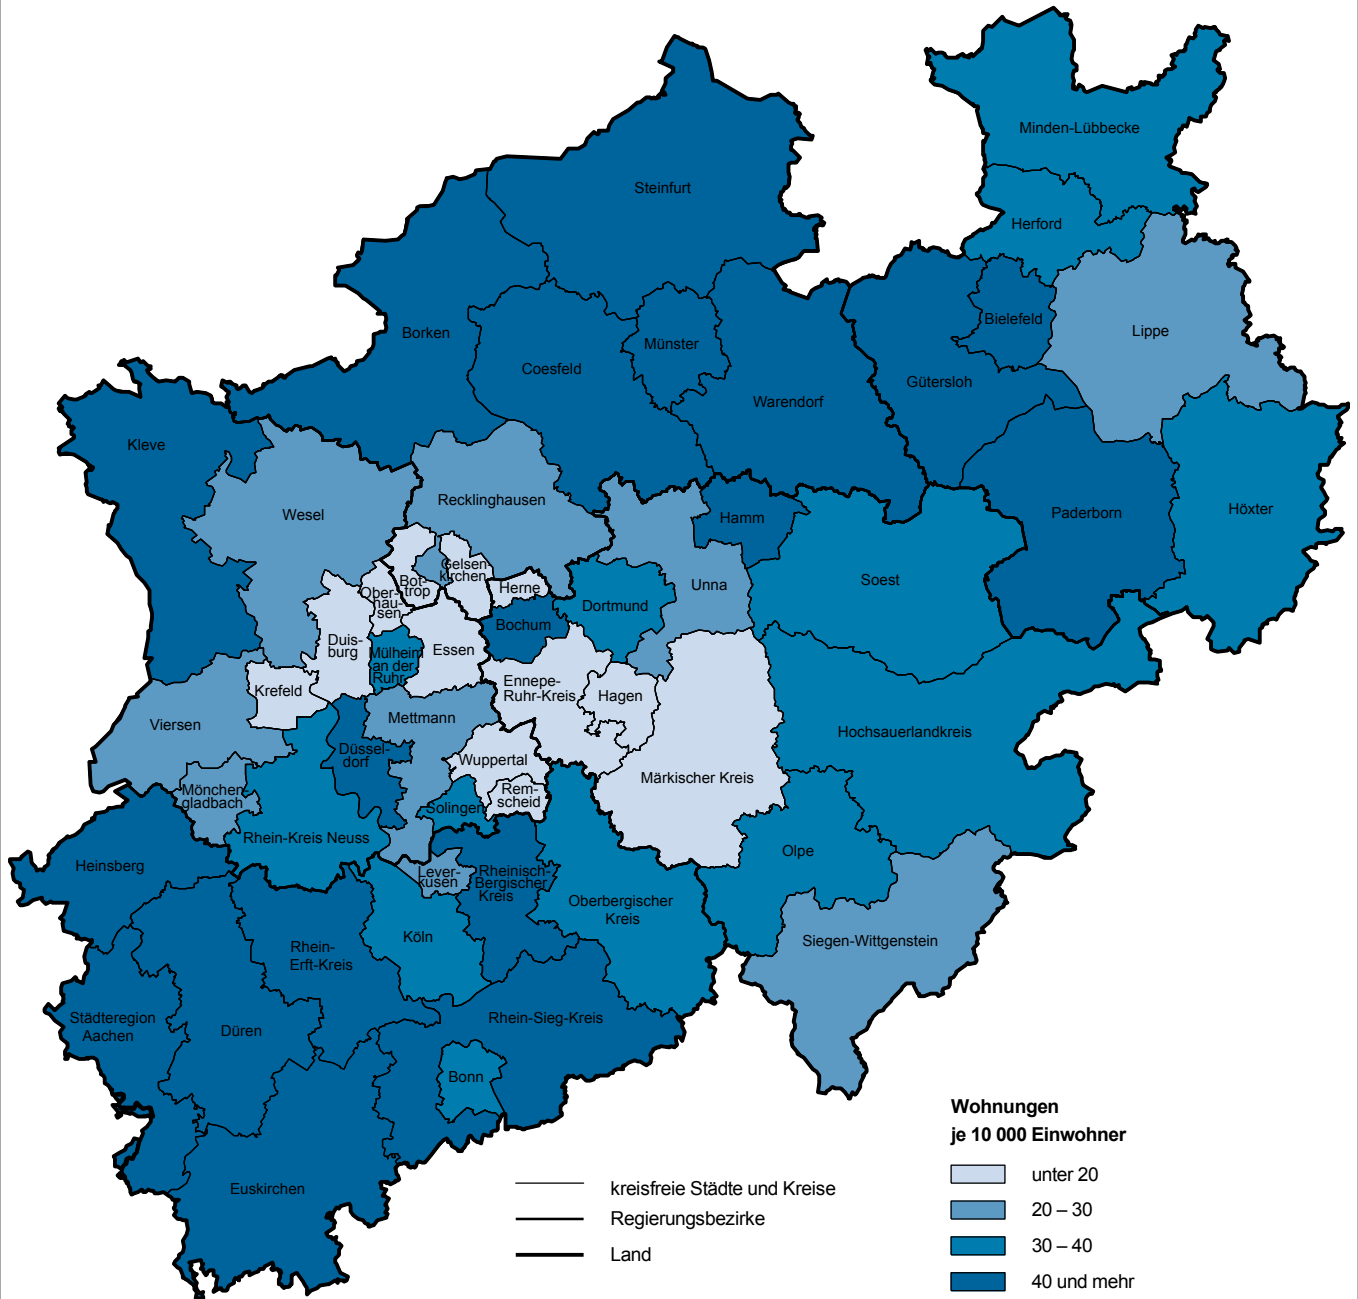 Minden-Lübbecke
Steinfurt
Herford
Bielefeld
Lippe
Borken
Münster
Coesfeld
Gütersloh
Warendorf
Kleve
Recklinghausen
Wesel
Hamm
Paderborn
Höxter
Gelsen-
kirchen
Bot-
trop
Herne
Soest
Unna
Ober-
hau-
sen
Dortmund
Bochum
Duis-
burg
Mülheim
an der
Ruhr
Essen
Ennepe-
Ruhr-Kreis
Hagen
Krefeld
Viersen
Mettmann
Hochsauerlandkreis
Düssel-
dorf
Wuppertal
Märkischer Kreis
Mönchen-
gladbach
Rem-
scheid
Solingen
Rhein-Kreis Neuss
Olpe
Heinsberg
Lever-
kusen
Rheinisch-
Bergischer
Kreis
Oberbergischer
Kreis
Köln
Siegen-Wittgenstein
Rhein-
Erft-Kreis
Städteregion
Aachen
Düren
Rhein-Sieg-Kreis
Bonn
Euskirchen
kreisfreie Städte und Kreise
Regierungsbezirke
Land
Wohnungen
je 10 000 Einwohner
unter 20
20 – 30
30 – 40
40 und mehr